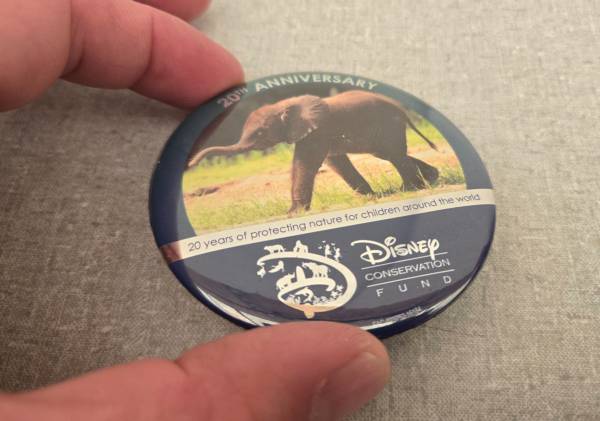 20TH ANNIVERSARY
20 years of protecting nature for children around the world
Disney
CONSERVATION
FUND